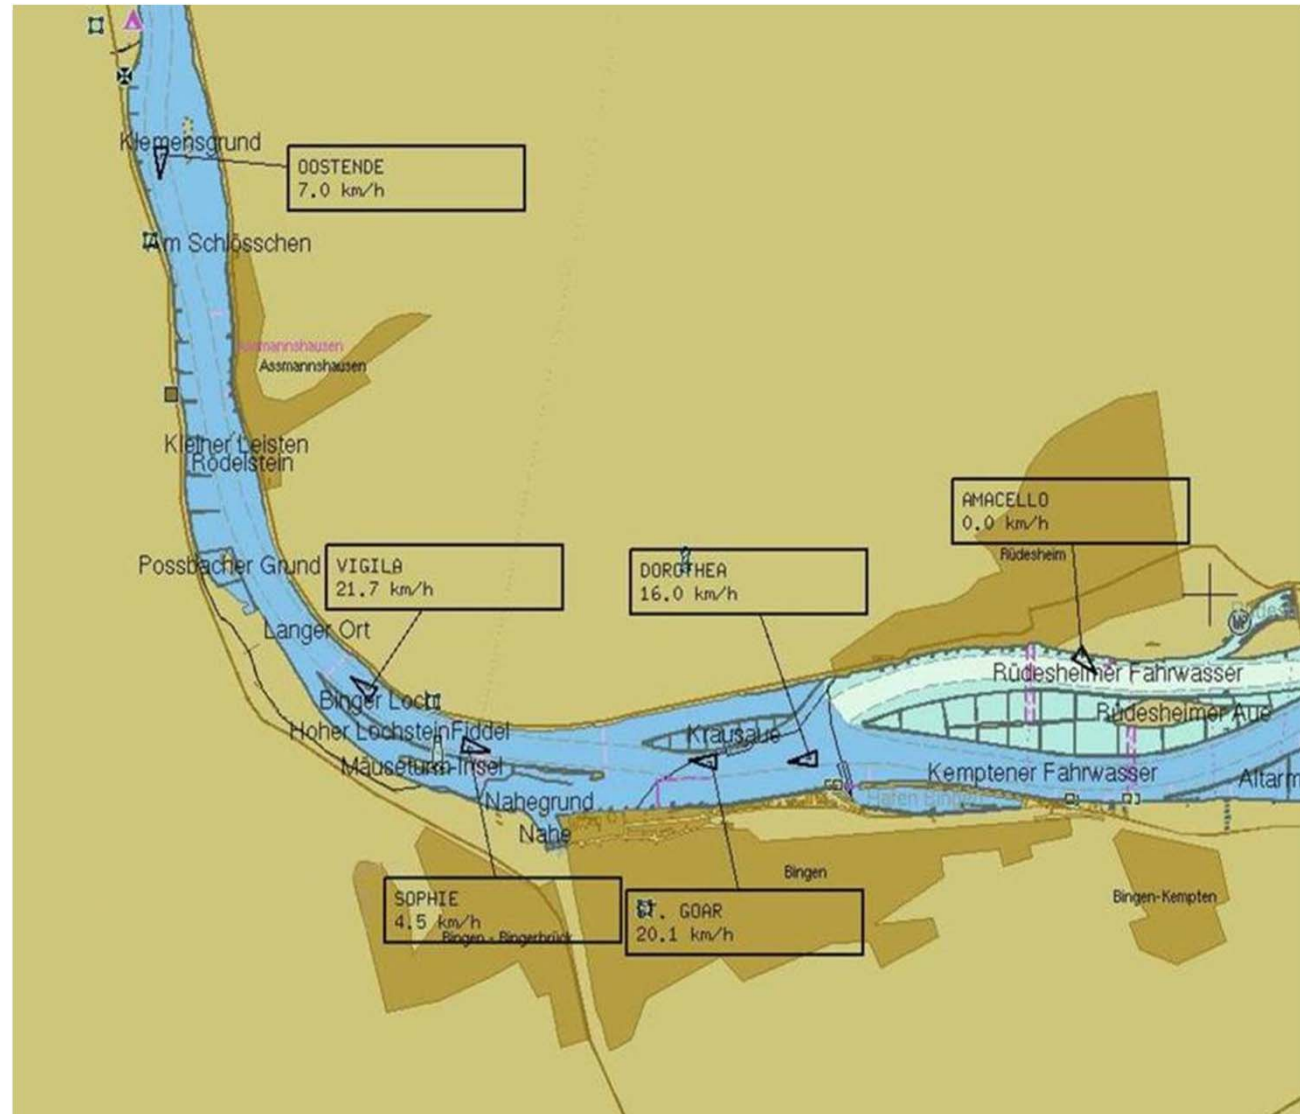 Klemensgrund
OOSTENDE
7.0 km/h
Am Schlösschen
Assmannshausen
Assmannshausen
Kleiner Leisten
Rödelstein
AMACELLO
0.0 km/h
Rüdesheim
Possbacher Grund
VIGILA
21.7 km/h
DOROTHEA
16.0 km/h
Langer Ort
Rüdesheimer Fahrwasser
Binger Loch
Rüdesheimer Aue
Hoher Lochstein
Fiddel
Krausaue
Mäuseturm-Insel
Kemptener Fahrwasser
Altarm
Nahegrund
Hafen Bingen
Nahe
Bingen
Bingen-Kempten
SOPHIE
4.5 km/h
Bingen - Bingerbrück
ST. GOAR
20.1 km/h